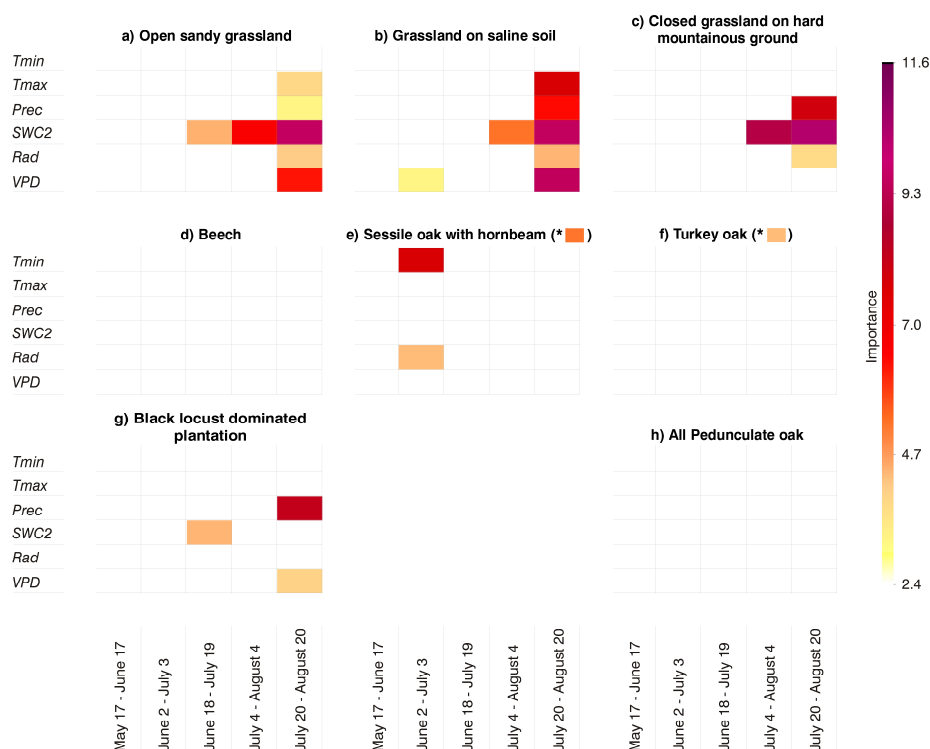 a) Open sandy grassland
b) Grassland on saline soil
c) Closed grassland on hard
mountainous ground
Tmin
Tmax
Prec
SWC2
Rad
VPD
d) Beech
e) Sessile oak with hornbeam (* )
f) Turkey oak (* )
Tmin
Tmax
Prec
SWC2
Rad
VPD
g) Black locust dominated
plantation
h) All Pedunculate oak
Tmin
Tmax
Prec
SWC2
Rad
VPD
May 17 - June 17
June 2 - July 3
June 18 - July 19
July 4 - August 4
July 20 - August 20
May 17 - June 17
June 2 - July 3
June 18 - July 19
July 4 - August 4
July 20 - August 20
May 17 - June 17
June 2 - July 3
June 18 - July 19
July 4 - August 4
July 20 - August 20
11.6
9.3
7.0
4.7
2.4
Importance